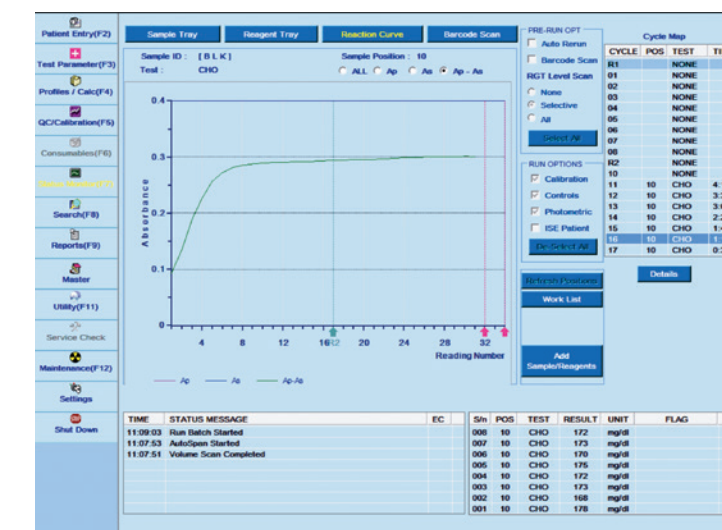 Patient Entry(F2)
Test Parameter(F3)
Profiles / Calc(F4)
QC/Calibration(F5)
Consumables(F6)
Search(F8)
Reports(F9)
Master
Utility(F11)
Service Check
Maintenance(F12)
Settings
Shut Down
Sample Tray Reagent Tray Reaction Curve Barcode Scan
Sample ID : [ B L K ] Sample Position : 10
Test : CHO ALL Ap As Ap - As
Absorbance
0.4
0.3
0.2
0.1
0
4 8 12 16 R2 20 24 28 32
Reading Number
Ap As Ap-As
PRE-RUN OPT
Auto Rerun
Barcode Scan
RGT Level Scan
None
Selective
All
Select All
RUN OPTIONS
Calibration
Controls
Photometric
ISE Patient
De-Select All
Refresh Positions
Work List
Add
Sample/Reagents
Cycle Map
CYCLE POS TEST
R1 NONE
01 NONE
02 NONE
03 NONE
04 NONE
05 NONE
06 NONE
07 NONE
08 NONE
R2 NONE
10 NONE
11 10 CHO
12 10 CHO
13 10 CHO
14 10 CHO
15 10 CHO
16 10 CHO
17 10 CHO
Details
TIME STATUS MESSAGE EC
11:09:03 Run Batch Started
11:07:53 AutoSpan Started
11:07:51 Volume Scan Completed
S/n POS TEST RESULT UNIT FLAG
008 10 CHO 172 mg/dl
007 10 CHO 173 mg/dl
006 10 CHO 170 mg/dl
005 10 CHO 175 mg/dl
004 10 CHO 172 mg/dl
003 10 CHO 173 mg/dl
002 10 CHO 168 mg/dl
001 10 CHO 178 mg/dl